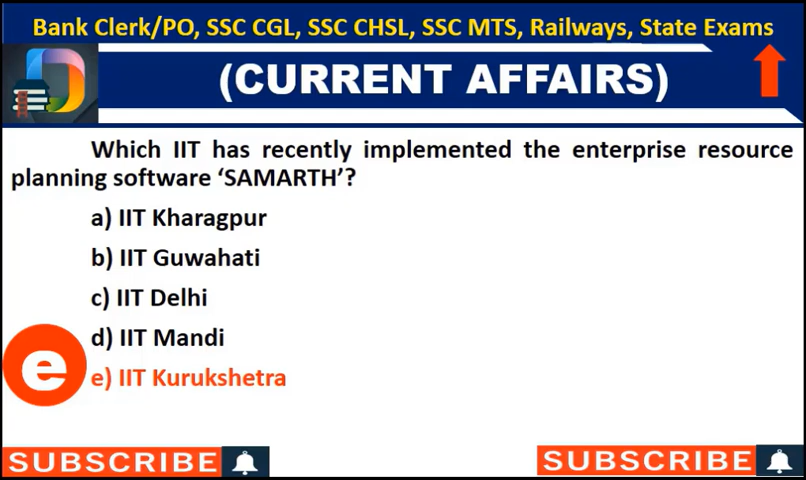 Bank Clerk/PO, SSC CGL, SSC CHSL, SSC MTS, Railways, State Exams
(CURRENT AFFAIRS)
Which IIT has recently implemented the enterprise resource
planning software ‘SAMARTH’?
a) IIT Kharagpur
b) IIT Guwahati
c) IIT Delhi
d) IIT Mandi
e
e) IIT Kurukshetra
SUBSCRIBE
SUBSCRIBE